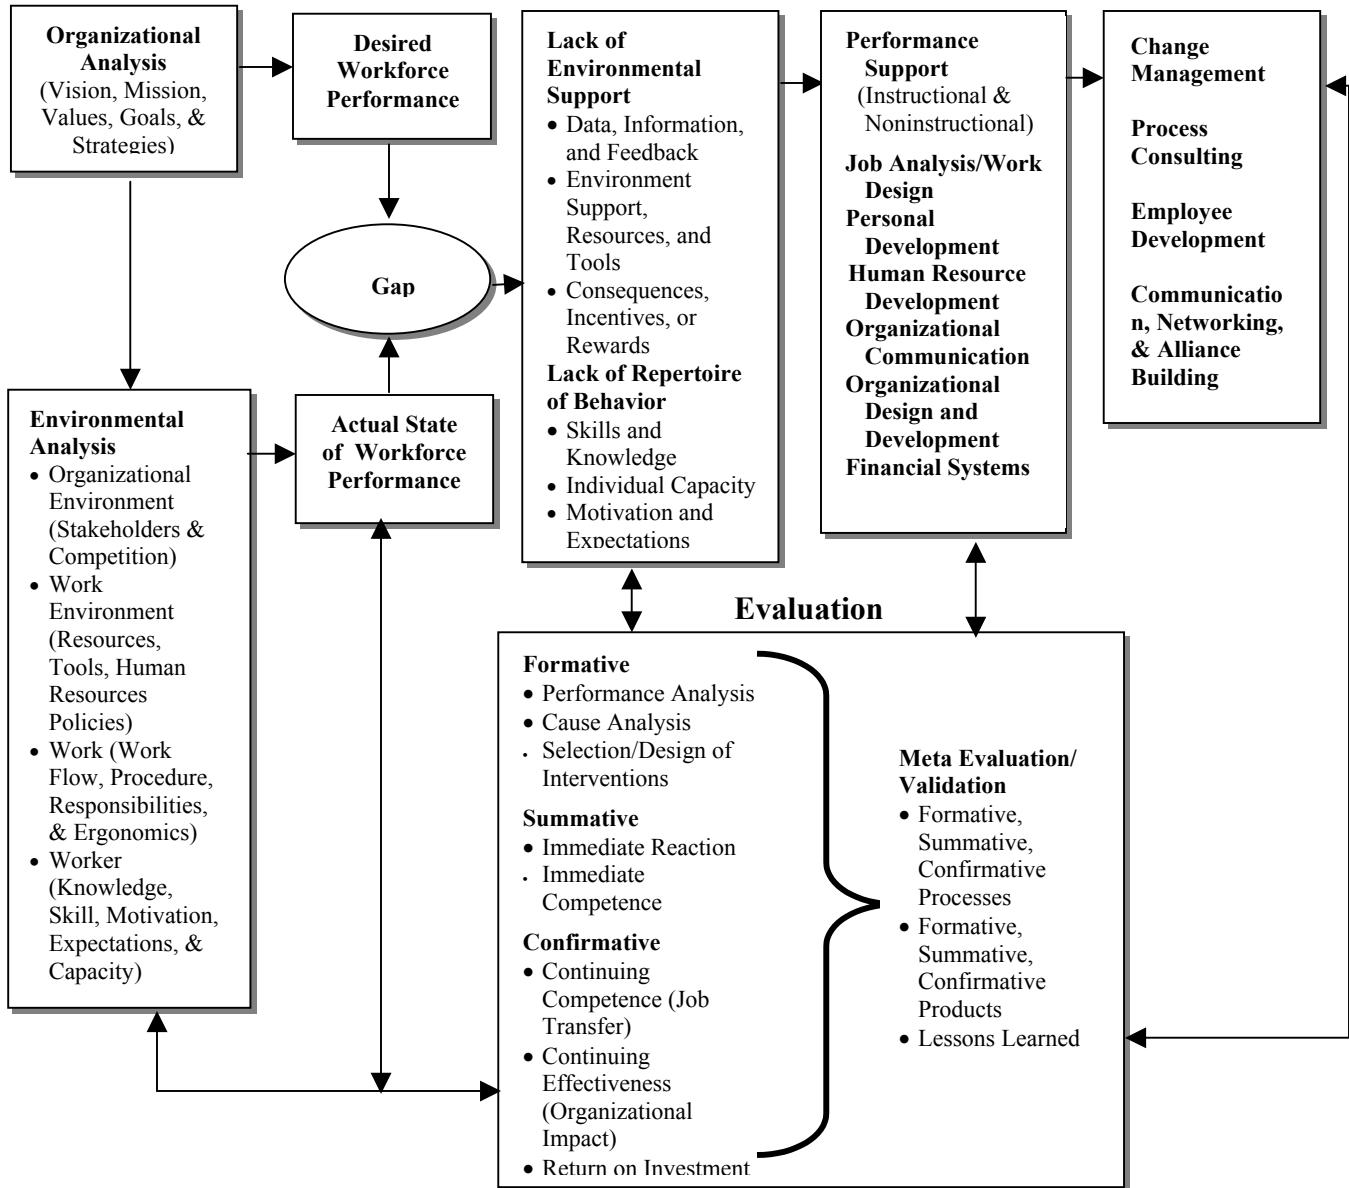 Organizational
Analysis
(Vision, Mission,
Values, Goals, &
Strategies)
Desired
Workforce
Performance
Gap
Environmental
Analysis
• Organizational
Environment
(Stakeholders &
Competition)
• Work
Environment
(Resources,
Tools, Human
Resources
Policies)
• Work (Work
Flow, Procedure,
Responsibilities,
& Ergonomics)
• Worker
(Knowledge,
Skill, Motivation,
Expectations, &
Capacity)
Actual State
of Workforce
Performance
Lack of
Environmental
Support
• Data, Information,
and Feedback
• Environment
Support,
Resources, and
Tools
• Consequences,
Incentives, or
Rewards
Lack of Repertoire
of Behavior
• Skills and
Knowledge
• Individual Capacity
• Motivation and
Expectations
Performance
Support
(Instructional &
Noninstructional)
Job Analysis/Work
Design
Personal
Development
Human Resource
Development
Organizational
Communication
Organizational
Design and
Development
Financial Systems
Change
Management
Process
Consulting
Employee
Development
Communicatio
n, Networking,
& Alliance
Building
Evaluation
Formative
• Performance Analysis
• Cause Analysis
• Selection/Design of
Interventions
Summative
• Immediate Reaction
• Immediate
Competence
Confirmative
• Continuing
Competence (Job
Transfer)
• Continuing
Effectiveness
(Organizational
Impact)
• Return on Investment
Meta Evaluation/
Validation
• Formative,
Summative,
Confirmative
Processes
• Formative,
Summative,
Confirmative
Products
• Lessons Learned